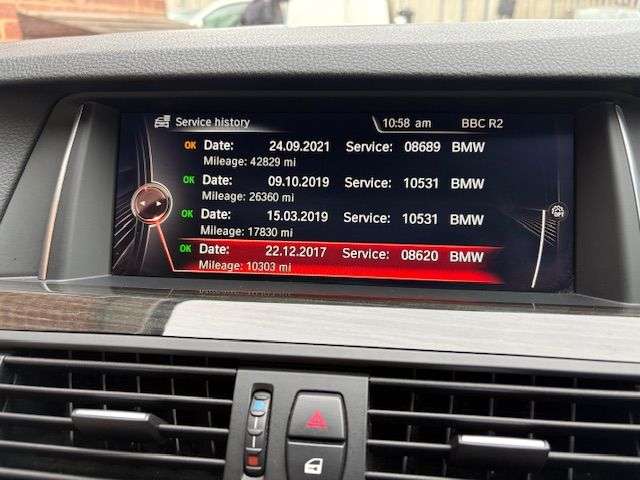 Service history 10:58 am BBC R2
OK Date: 24.09.2021 Service: 08689 BMW
Mileage: 42829 mi
OK Date: 09.10.2019 Service: 10531 BMW
Mileage: 26360 mi
OK Date: 15.03.2019 Service: 10531 BMW
Mileage: 17830 mi
OK Date: 22.12.2017 Service: 08620 BMW
Mileage: 10303 mi